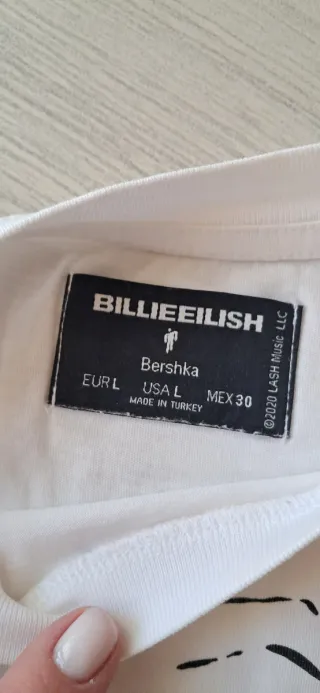 BILLIEEILISH
Bershka
EUR L USA L MEX 30
MADE IN TURKEY
©2020 LASH Music LLC